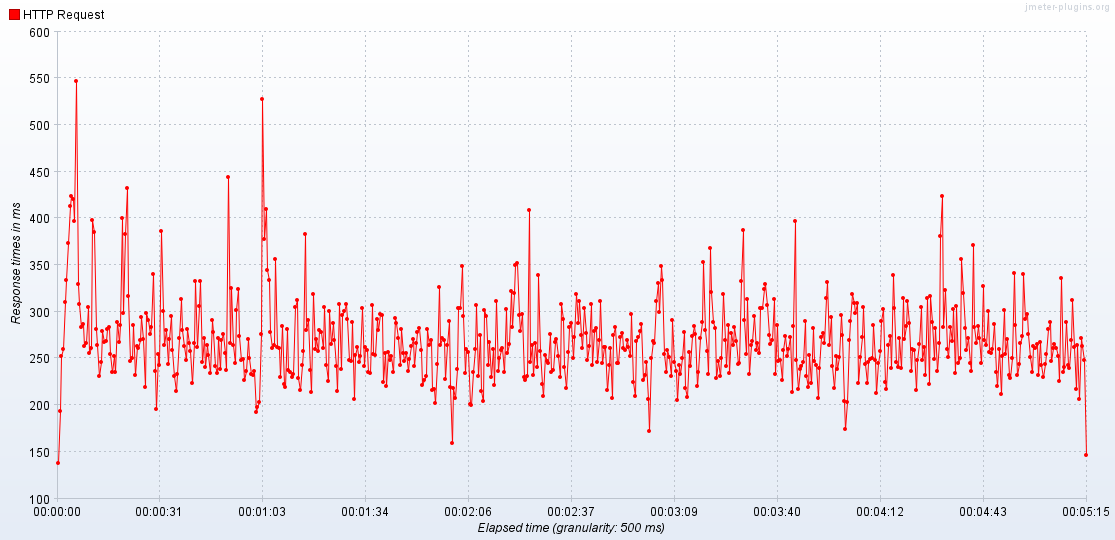 HTTP Request
jmeter-plugins.org
600
550
500
450
400
350
300
250
200
150
100
Response times in ms
00:00:00 00:00:31 00:01:03 00:01:34 00:02:06 00:02:37 00:03:09 00:03:40 00:04:12 00:04:43 00:05:15
Elapsed time (granularity: 500 ms)